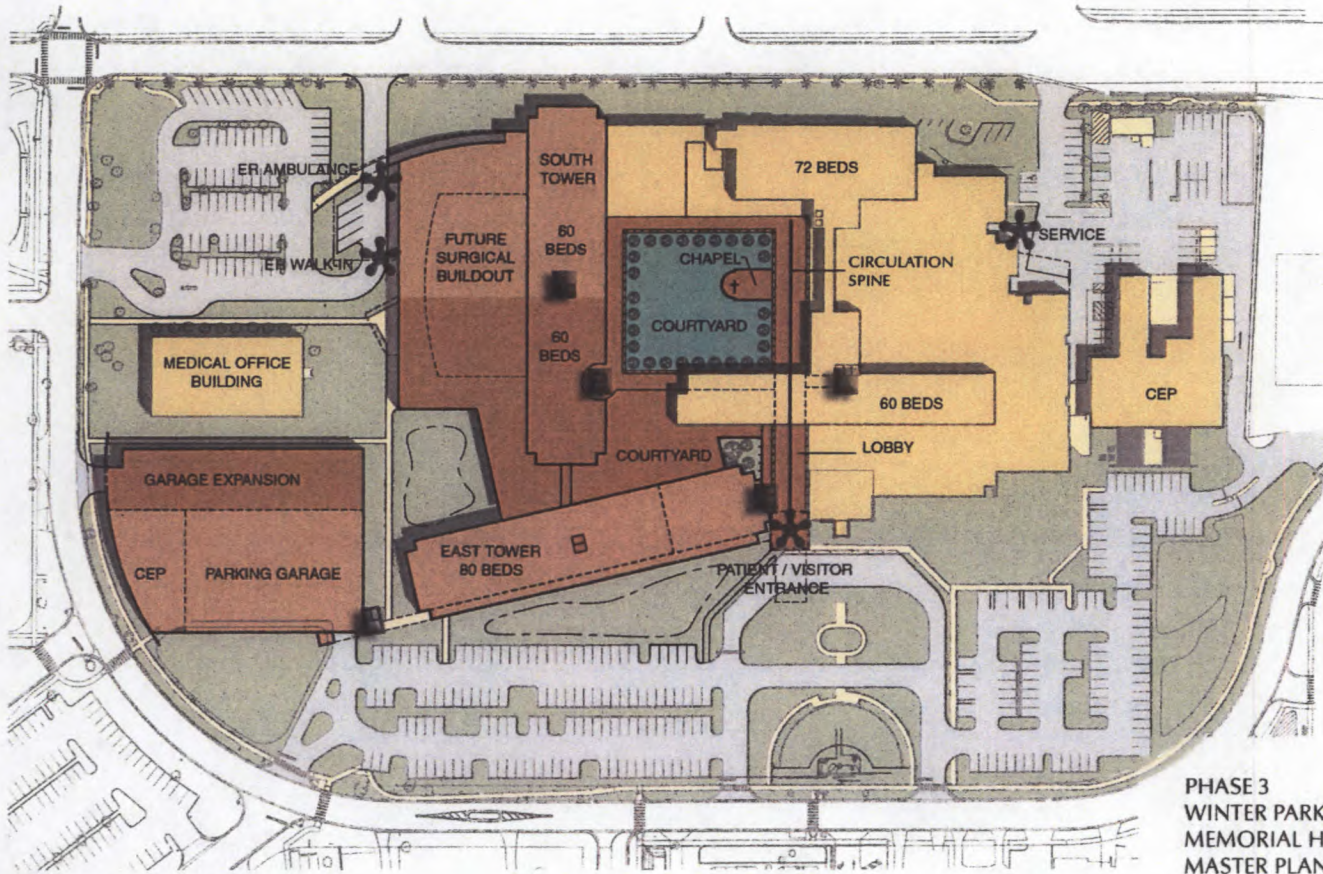 SOUTH
TOWER
72 BEDS
ER AMBULANCE
60
BEDS
FUTURE
SURGICAL
BUILDOUT
SERVICE
ER WALK-IN
CHAPEL
CIRCULATION
SPINE
COURTYARD
60
BEDS
MEDICAL OFFICE
BUILDING
60 BEDS
CEP
COURTYARD
LOBBY
GARAGE EXPANSION
EAST TOWER
80 BEDS
CEP
PARKING GARAGE
PATIENT / VISITOR
ENTRANCE
PHASE 3
WINTER PARK
MEMORIAL H
MASTER PLAN